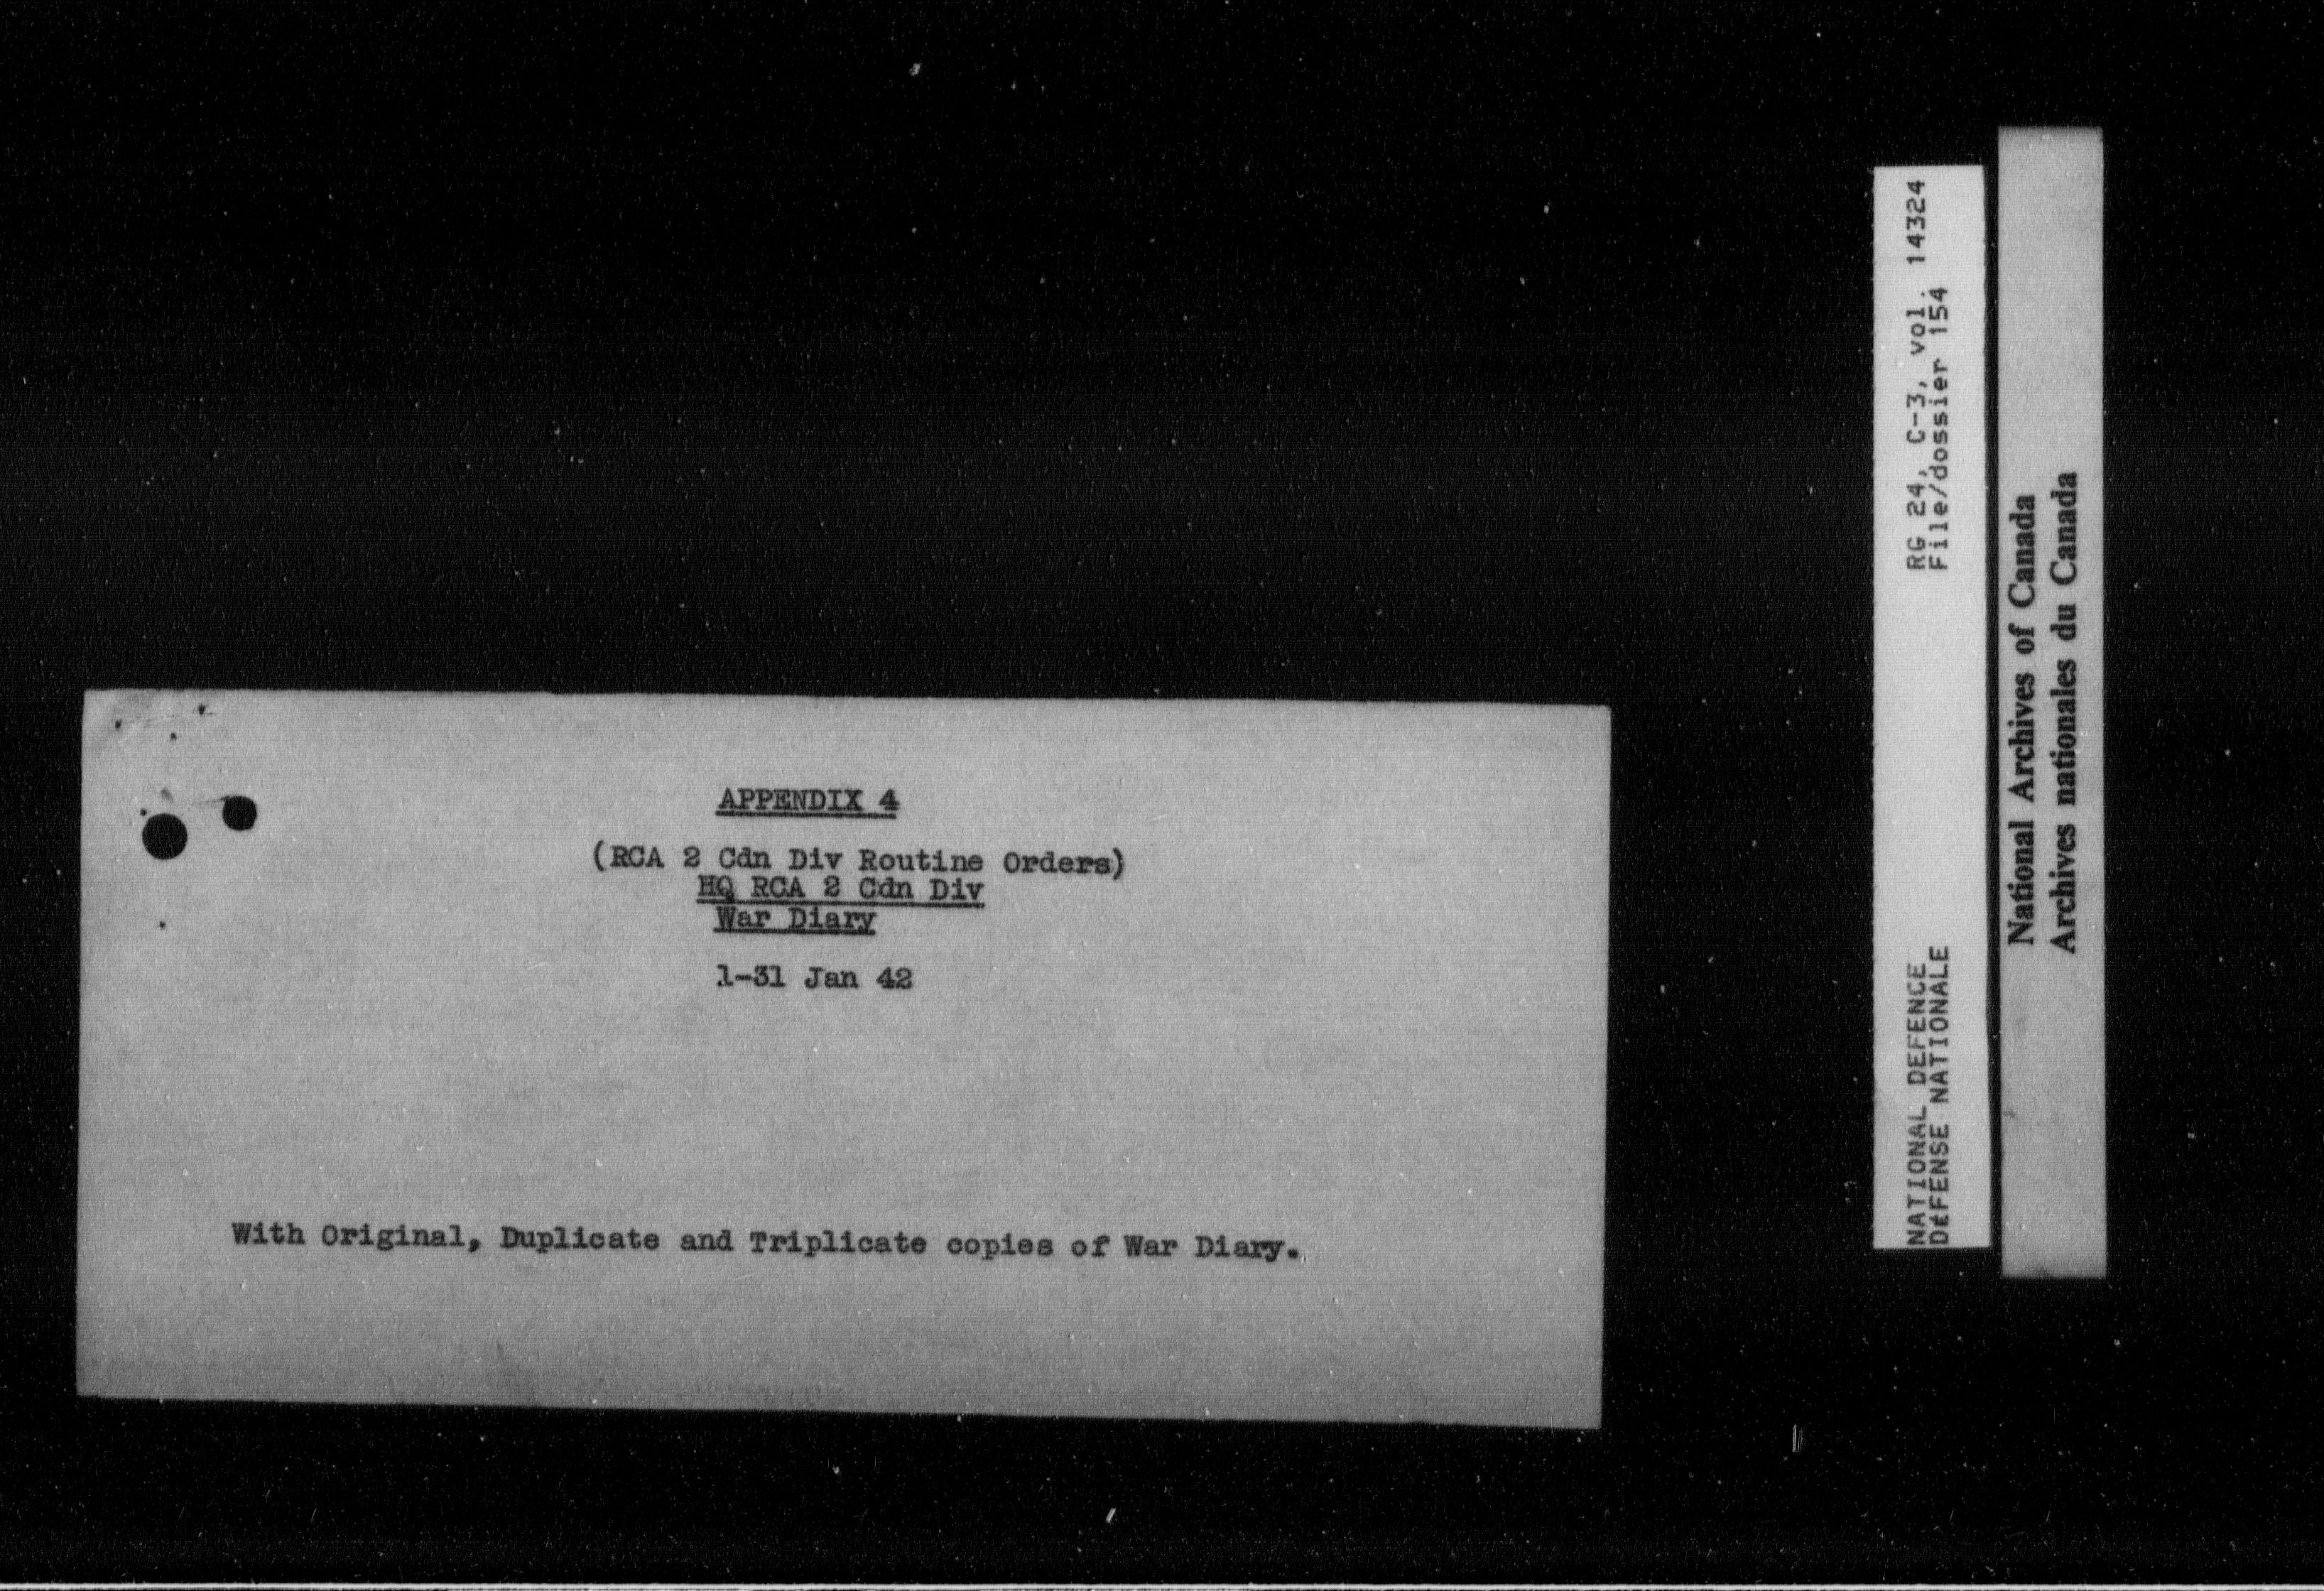 APPENDIX 4
(RCA 2 Cdn Div Routine Orders)
HQ RCA 2 Cdn Div
War Diary
1-31 Jan 42
With Original, Duplicate and Triplicate copies of War Diary.
NATIONAL DEFENCE RG 24, C-3, vol. 14324
DéFENSE NATIONALE File/dossier 154
National Archives of Canada
Archives nationales du Canada